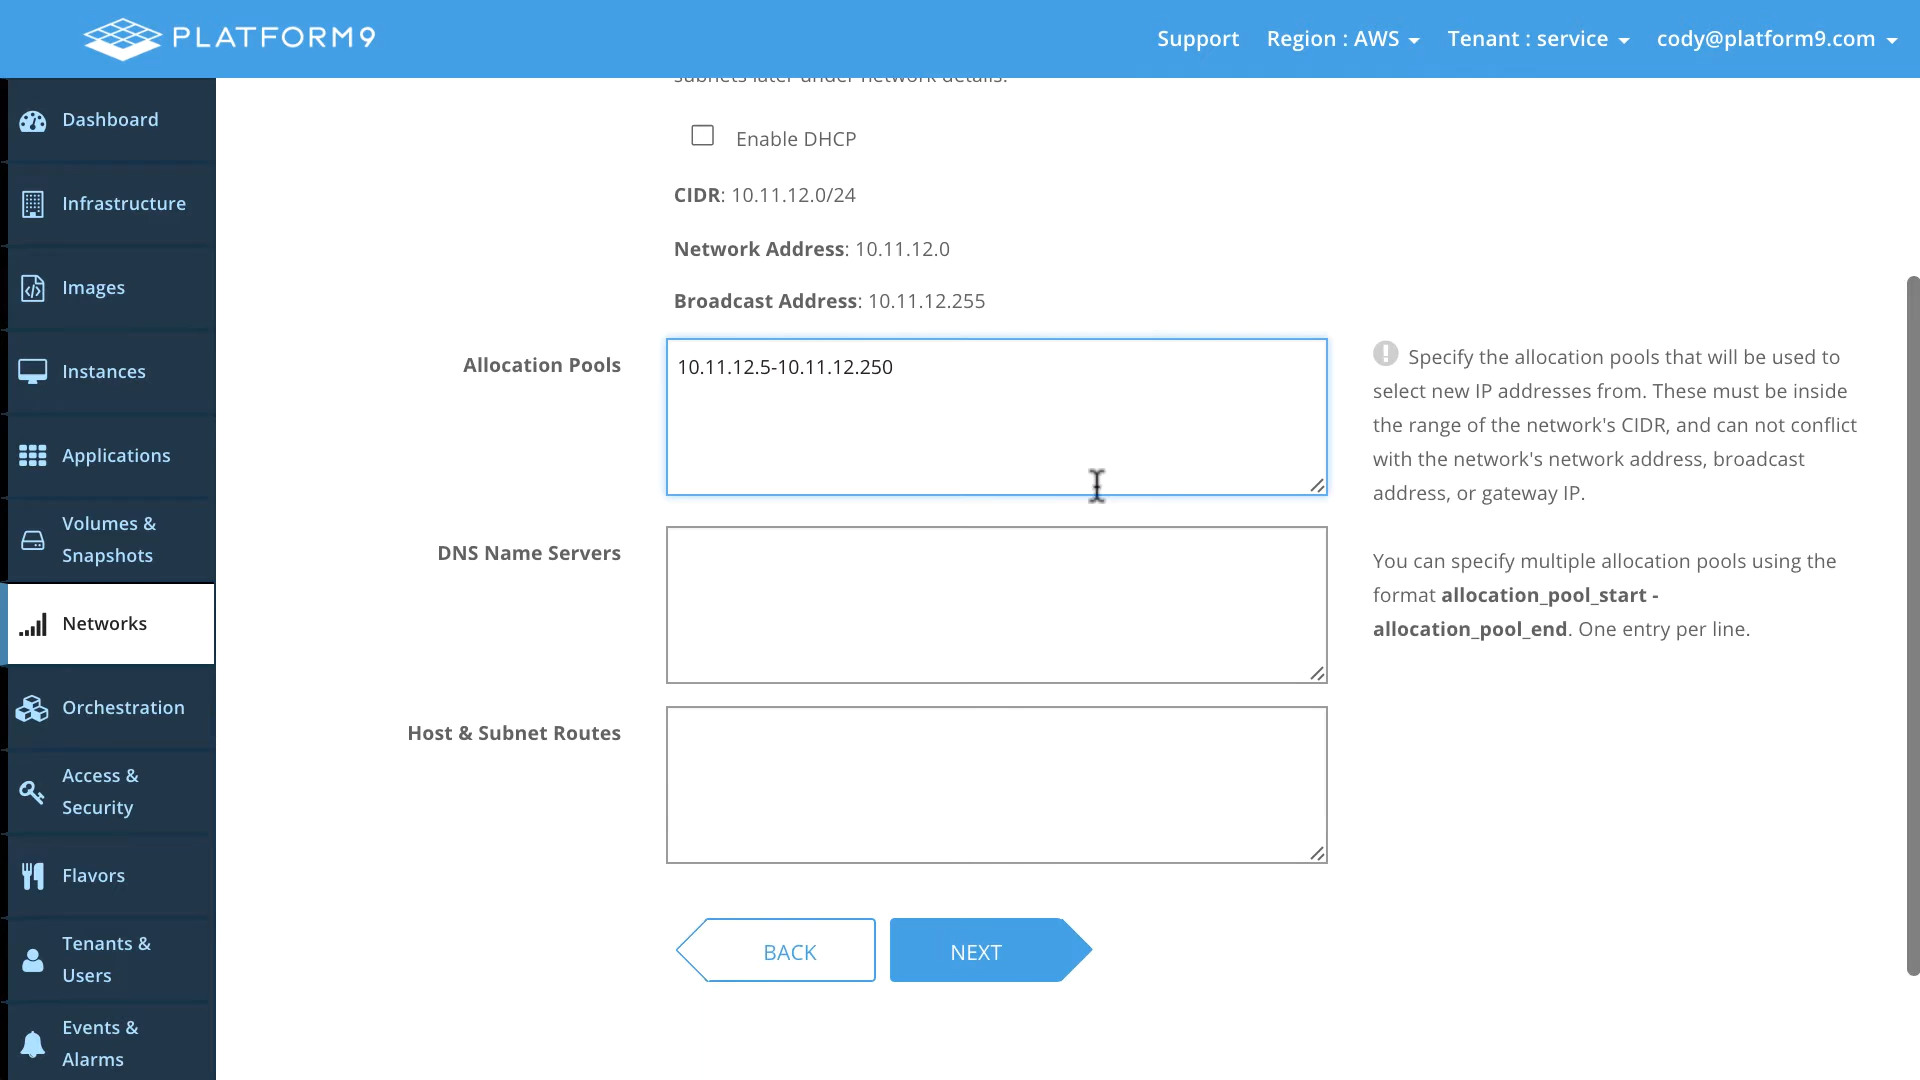 PLATFORM9
Support
Region : AWS
Tenant : service
cody@platform9.com
Dashboard
Infrastructure
Images
Instances
Applications
Volumes &
Snapshots
Networks
Orchestration
Access &
Security
Flavors
Tenants &
Users
Events &
Alarms
subnets later under network details.
Enable DHCP
CIDR: 10.11.12.0/24
Network Address: 10.11.12.0
Broadcast Address: 10.11.12.255
Allocation Pools
10.11.12.5-10.11.12.250
Specify the allocation pools that will be used to
select new IP addresses from. These must be inside
the range of the network's CIDR, and can not conflict
with the network's network address, broadcast
address, or gateway IP.
You can specify multiple allocation pools using the
format allocation_pool_start -
allocation_pool_end. One entry per line.
DNS Name Servers
Host & Subnet Routes
BACK
NEXT